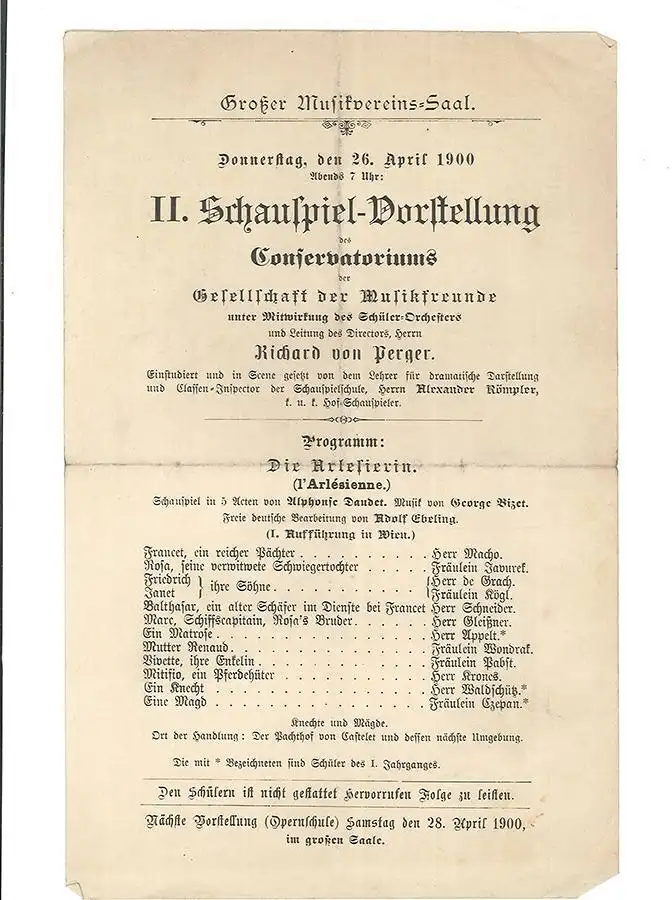 Großer Musikvereins=Saal.
Donnerstag, den 26. April 1900
Abends 7 Uhr:
II. Schauspiel-Vorstellung
des
Conservatoriums
der
Gesellschaft der Musikfreunde
unter Mitwirkung des Schüler-Orchesters
und Leitung des Directors, Herrn
Richard von Perger.
Einstudiert und in Scene gesetzt von dem Lehrer für dramatische Darstellung
und Classen-Inspector der Schauspielschule, Herrn Alexander Römpler,
k. u. k. Hof-Schauspieler.
Programm:
Die Arlesierin.
(l'Arlésienne.)
Schauspiel in 5 Acten von Alphonse Daudet. Musik von George Bizet.
Freie deutsche Bearbeitung von Adolf Ebeling.
(I. Aufführung in Wien.)
Francet, ein reicher Pächter . . . . . . . . . . Herr Macho.
Rosa, seine verwitwete Schwiegertochter . . . . . Fräulein Javurek.
Friedrich } ihre Söhne . . . . . . . . . . . { Herr de Grach.
Janet } { Fräulein Kögl.
Balthasar, ein alter Schäfer im Dienste bei Francet Herr Schneider.
Marc, Schiffscapitain, Rosa's Bruder . . . . . . Herr Gleißner.
Ein Matrose . . . . . . . . . . . . . . . . Herr Appelt.*
Mutter Renaud . . . . . . . . . . . . . . . Fräulein Wondrak.
Vivette, ihre Enkelin . . . . . . . . . . . . . Fräulein Pabst.
Mitifio, ein Pferdehüter . . . . . . . . . . . Herr Krones.
Ein Knecht . . . . . . . . . . . . . . . . Herr Waldschütz.*
Eine Magd . . . . . . . . . . . . . . . . Fräulein Czepan.*
Knechte und Mägde.
Ort der Handlung: Der Pachthof von Castelet und dessen nächste Umgebung.
Die mit * Bezeichneten sind Schüler des I. Jahrganges.
Den Schülern ist nicht gestattet Hervorrufen Folge zu leisten.
Nächste Vorstellung (Opernschule) Samstag den 28. April 1900,
im großen Saale.